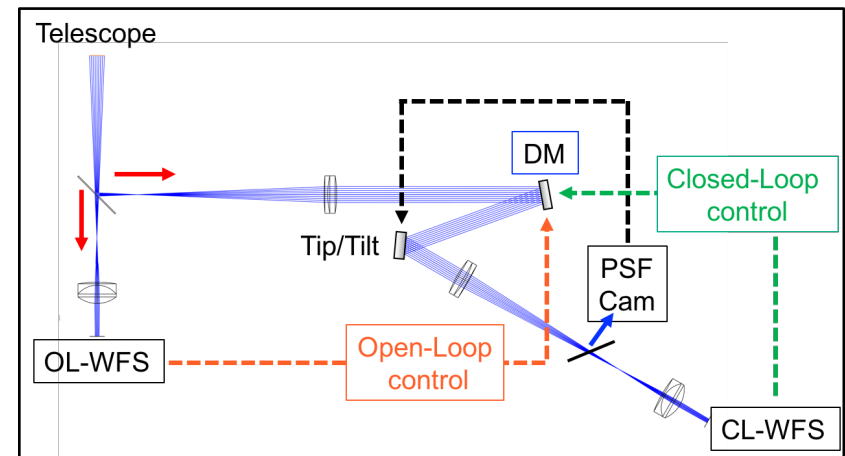 Telescope
DM
Closed-Loop
control
Tip/Tilt
PSF
Cam
OL-WFS
Open-Loop
control
CL-WFS